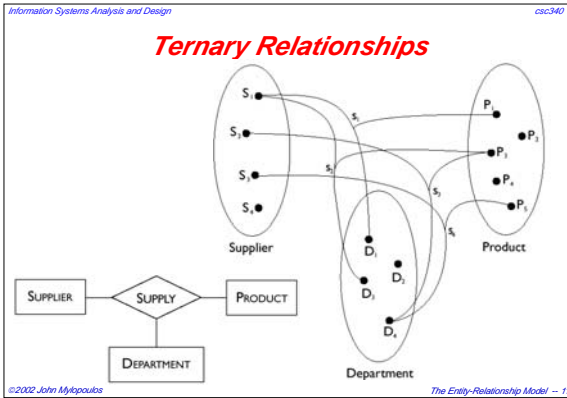 Information Systems Analysis and Design csc340
Ternary Relationships
S₁
S₂
S₃
S₄
Supplier
P₁
P₂
P₃
P₄
P₅
Product
s₁
s₂
s₃
s₄
D₁
D₂
D₃
D₄
Department
SUPPLIER
SUPPLY
PRODUCT
DEPARTMENT
©2002 John Mylopoulos The Entity-Relationship Model -- 1